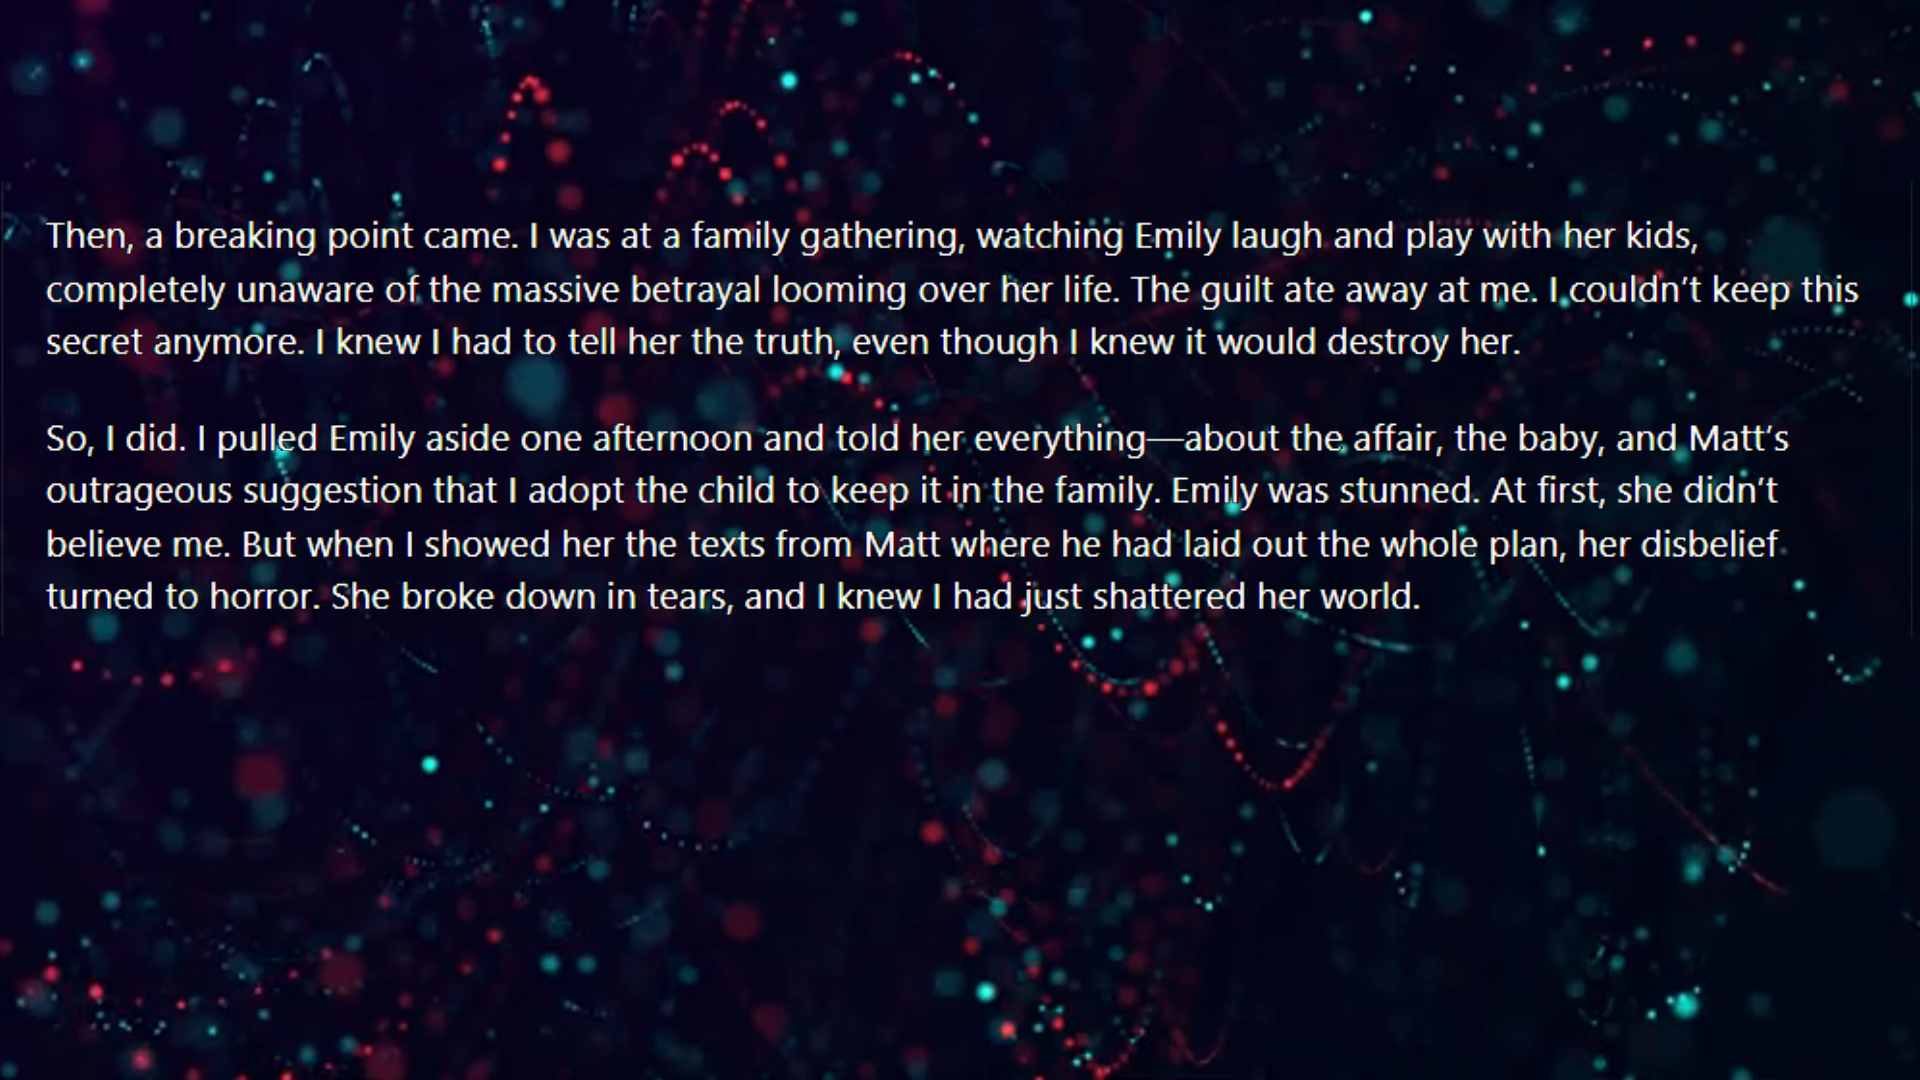 Then, a breaking point came. I was at a family gathering, watching Emily laugh and play with her kids,
completely unaware of the massive betrayal looming over her life. The guilt ate away at me. I couldn’t keep this
secret anymore. I knew I had to tell her the truth, even though I knew it would destroy her.
So, I did. I pulled Emily aside one afternoon and told her everything—about the affair, the baby, and Matt’s
outrageous suggestion that I adopt the child to keep it in the family. Emily was stunned. At first, she didn’t
believe me. But when I showed her the texts from Matt where he had laid out the whole plan, her disbelief
turned to horror. She broke down in tears, and I knew I had just shattered her world.